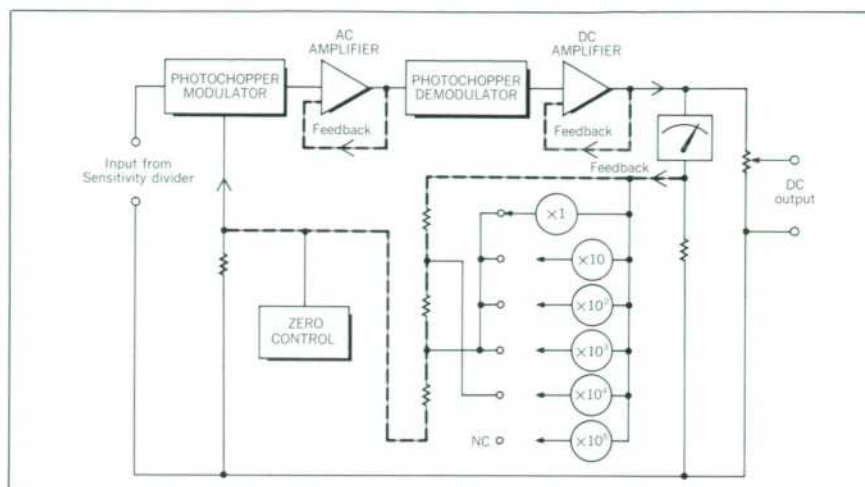 AC
AMPLIFIER
DC
AMPLIFIER
PHOTOCHOPPER
MODULATOR
PHOTOCHOPPER
DEMODULATOR
Feedback
Feedback
Input from
Sensitivity divider
Feedback
DC
output
×1
×10
×10²
×10³
×10⁴
×10⁵
ZERO
CONTROL
NC